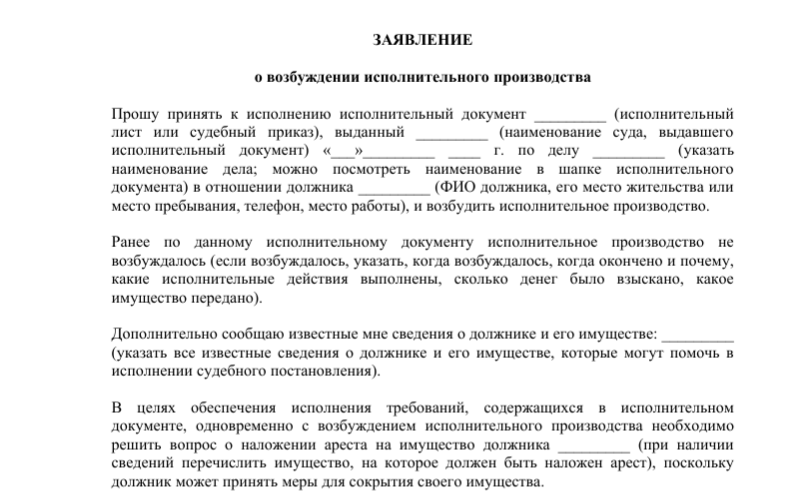 ЗАЯВЛЕНИЕ
о возбуждении исполнительного производства
Прошу принять к исполнению исполнительный документ _________ (исполнительный
лист или судебный приказ), выданный _________ (наименование суда, выдавшего
исполнительный документ) «___»_________ ____ г. по делу _________ (указать
наименование дела; можно посмотреть наименование в шапке исполнительного
документа) в отношении должника _________ (ФИО должника, его место жительства или
место пребывания, телефон, место работы), и возбудить исполнительное производство.
Ранее по данному исполнительному документу исполнительное производство не
возбуждалось (если возбуждалось, указать, когда возбуждалось, когда окончено и почему,
какие исполнительные действия выполнены, сколько денег было взыскано, какое
имущество передано).
Дополнительно сообщаю известные мне сведения о должнике и его имуществе: _________
(указать все известные сведения о должнике и его имуществе, которые могут помочь в
исполнении судебного постановления).
В целях обеспечения исполнения требований, содержащихся в исполнительном
документе, одновременно с возбуждением исполнительного производства необходимо
решить вопрос о наложении ареста на имущество должника _________ (при наличии
сведений перечислить имущество, на которое должен быть наложен арест), поскольку
должник может принять меры для сокрытия своего имущества.